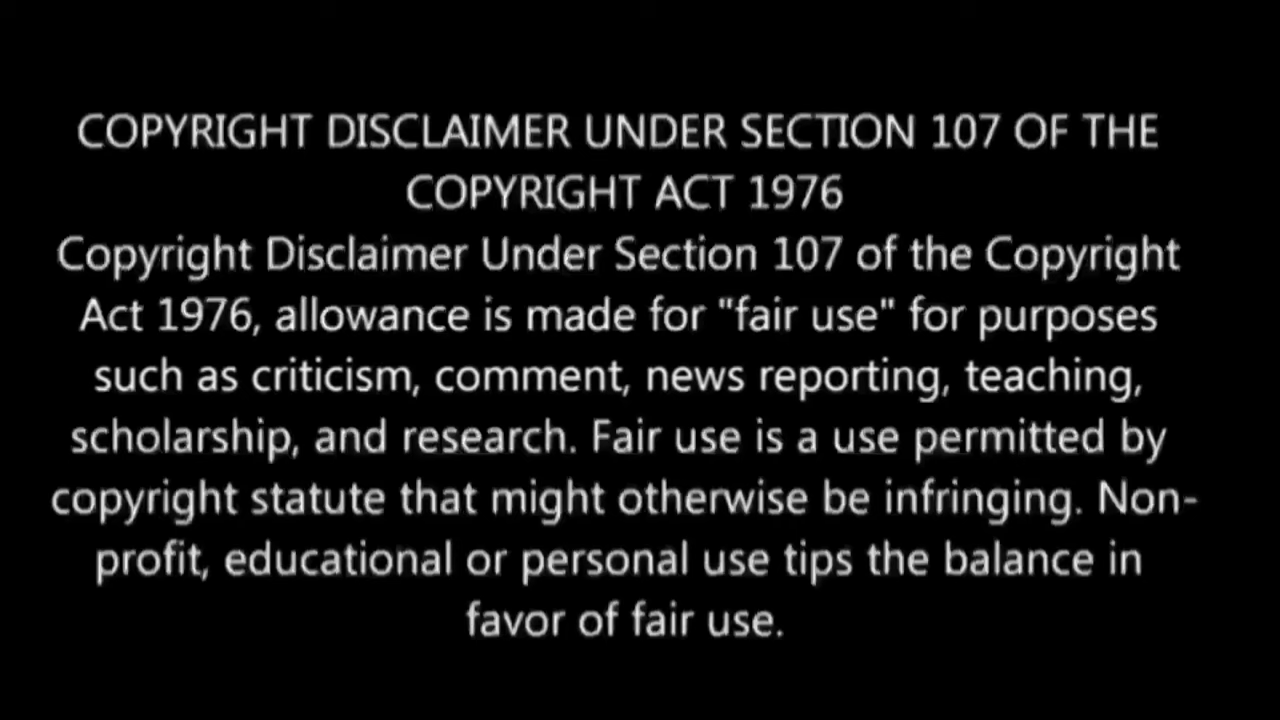 COPYRIGHT DISCLAIMER UNDER SECTION 107 OF THE
COPYRIGHT ACT 1976
Copyright Disclaimer Under Section 107 of the Copyright
Act 1976, allowance is made for "fair use" for purposes
such as criticism, comment, news reporting, teaching,
scholarship, and research. Fair use is a use permitted by
copyright statute that might otherwise be infringing. Non-
profit, educational or personal use tips the balance in
favor of fair use.